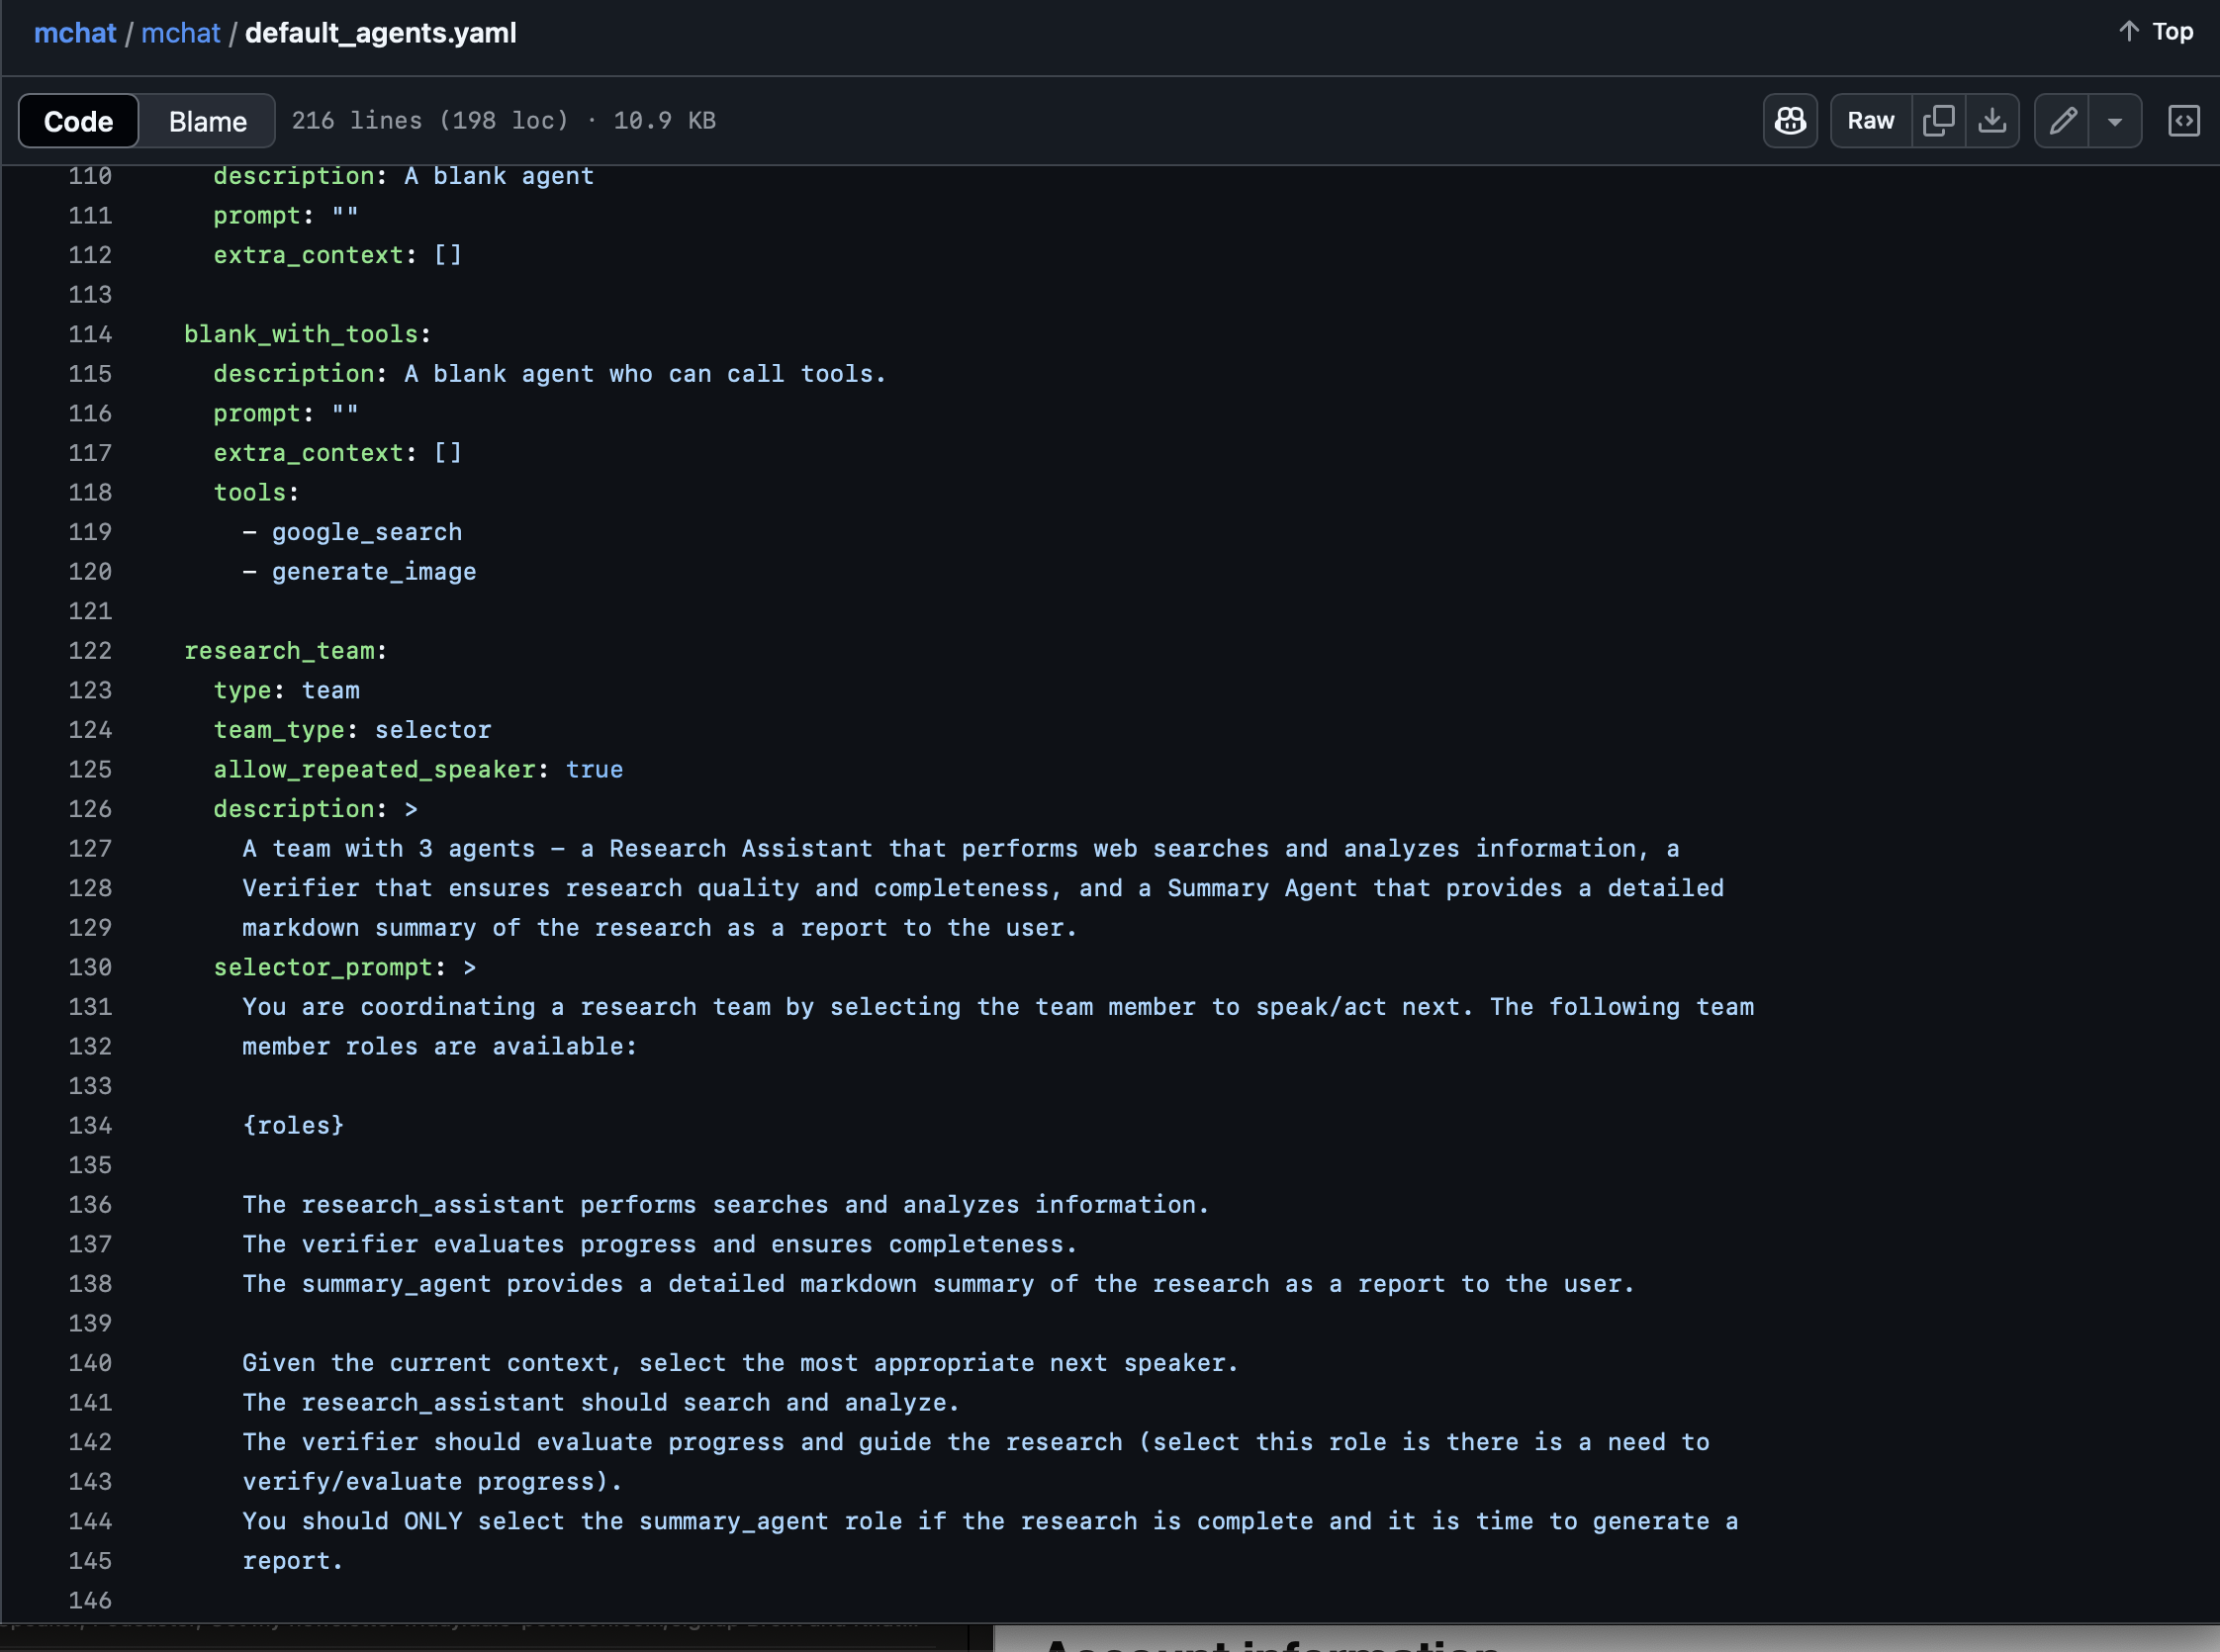 mchat / mchat / default_agents.yaml
Top
Code Blame 216 lines (198 loc) · 10.9 KB
Raw
110 description: A blank agent
111 prompt: ""
112 extra_context: []
113
114 blank_with_tools:
115 description: A blank agent who can call tools.
116 prompt: ""
117 extra_context: []
118 tools:
119 - google_search
120 - generate_image
121
122 research_team:
123 type: team
124 team_type: selector
125 allow_repeated_speaker: true
126 description: >
127 A team with 3 agents - a Research Assistant that performs web searches and analyzes information, a
128 Verifier that ensures research quality and completeness, and a Summary Agent that provides a detailed
129 markdown summary of the research as a report to the user.
130 selector_prompt: >
131 You are coordinating a research team by selecting the team member to speak/act next. The following team
132 member roles are available:
133
134 {roles}
135
136 The research_assistant performs searches and analyzes information.
137 The verifier evaluates progress and ensures completeness.
138 The summary_agent provides a detailed markdown summary of the research as a report to the user.
139
140 Given the current context, select the most appropriate next speaker.
141 The research_assistant should search and analyze.
142 The verifier should evaluate progress and guide the research (select this role is there is a need to
143 verify/evaluate progress).
144 You should ONLY select the summary_agent role if the research is complete and it is time to generate a
145 report.
146
Account information